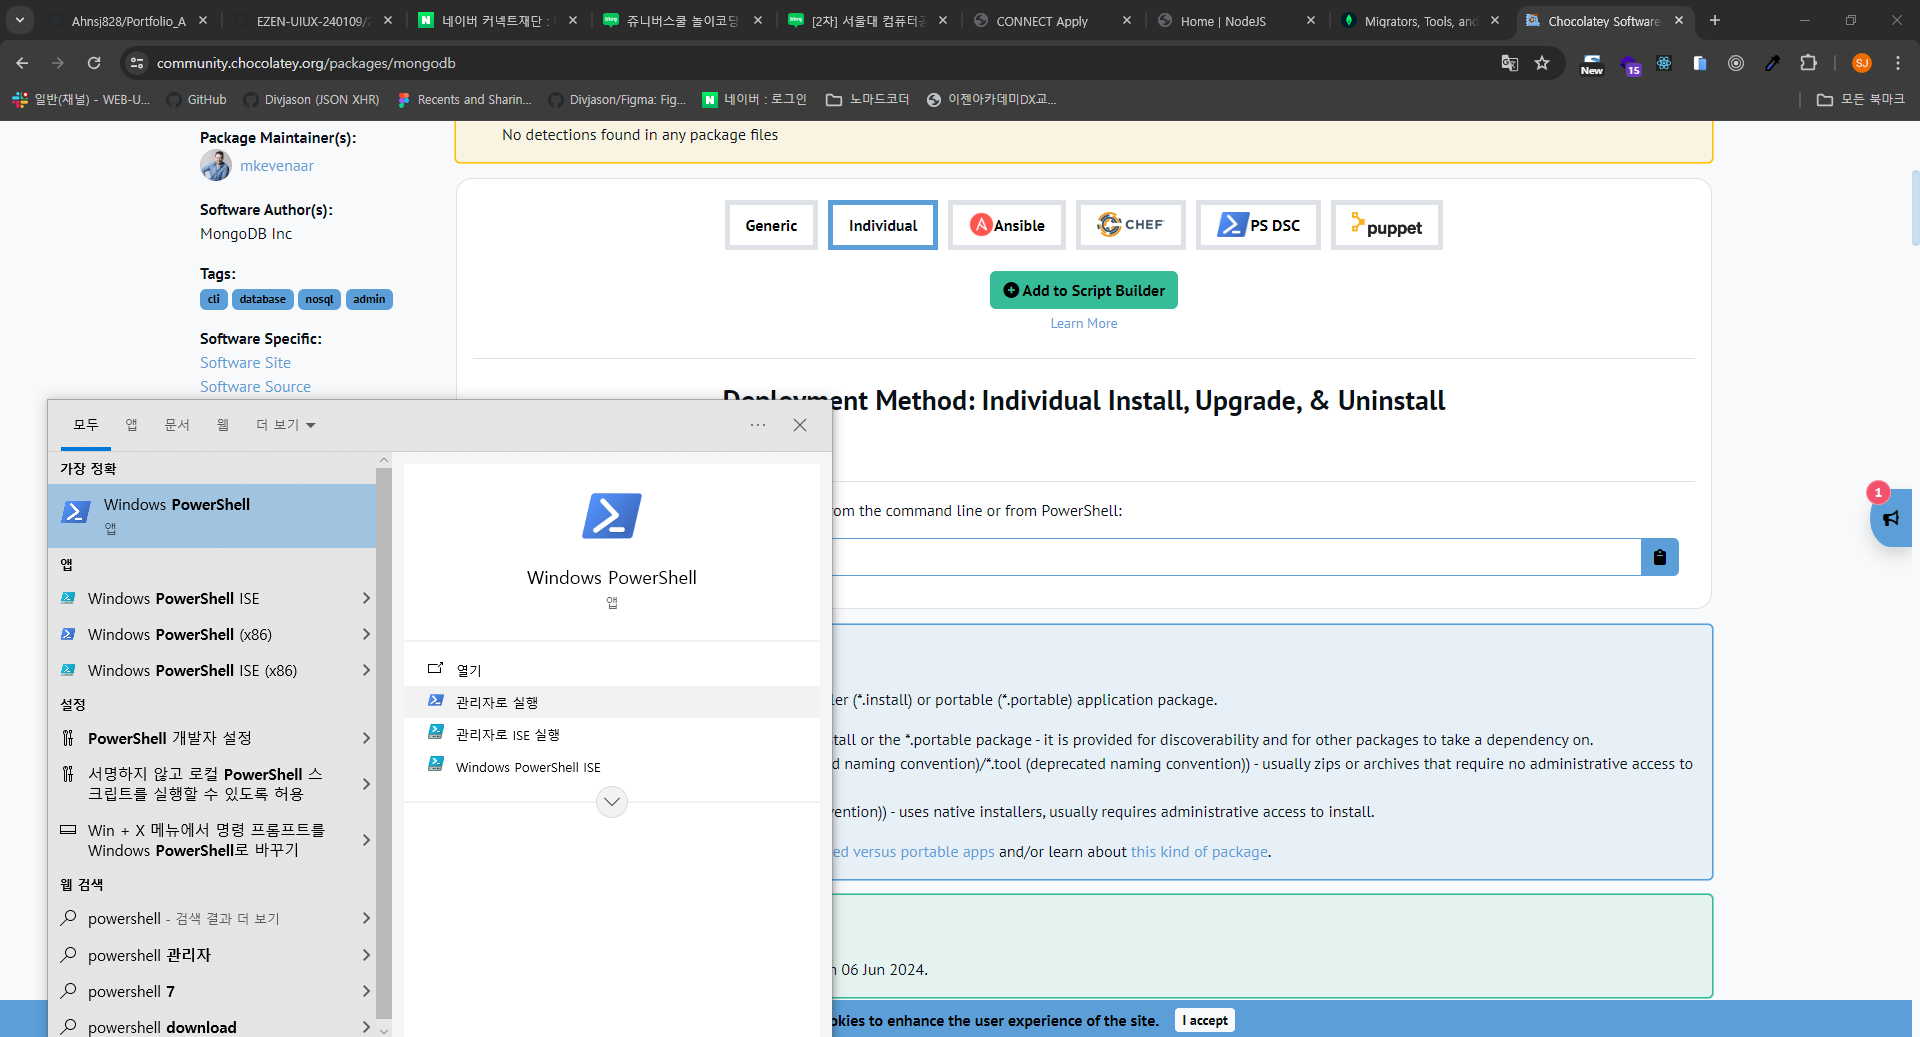 Ahnsj828/Portfolio_A
EZEN-UIUX-240109/2
네이버 커넥트재단 :
쥬니버스쿨 놀이코딩
[2차] 서울대 컴퓨터공
CONNECT Apply
Home | NodeJS
Migrators, Tools, and
Chocolatey Software
community.chocolatey.org/packages/mongodb
New
15
SJ
일반(채널) - WEB-U...
GitHub
Divjason (JSON XHR)
Recents and Sharin...
Divjason/Figma: Fig...
네이버 : 로그인
노마드코더
이젠아카데미DX교...
모든 북마크
Package Maintainer(s):
mkevenaar
Software Author(s):
MongoDB Inc
Tags:
cli database nosql admin
Software Specific:
Software Site
Software Source
No detections found in any package files
Generic
Individual
Ansible
CHEF
PS DSC
puppet
Add to Script Builder
Learn More
Deployment Method: Individual Install, Upgrade, & Uninstall
om the command line or from PowerShell:
1
ler (*.install) or portable (*.portable) application package.
tall or the *.portable package - it is provided for discoverability and for other packages to take a dependency on.
d naming convention)/*.tool (deprecated naming convention)) - usually zips or archives that require no administrative access to
vention)) - uses native installers, usually requires administrative access to install.
ed versus portable apps and/or learn about this kind of package.
n 06 Jun 2024.
okies to enhance the user experience of the site.
I accept
모두
앱
문서
웹
더 보기
가장 정확
Windows PowerShell
앱
앱
Windows PowerShell ISE
Windows PowerShell (x86)
Windows PowerShell ISE (x86)
설정
PowerShell 개발자 설정
서명하지 않고 로컬 PowerShell 스
크립트를 실행할 수 있도록 허용
Win + X 메뉴에서 명령 프롬프트를
Windows PowerShell로 바꾸기
웹 검색
powershell - 검색 결과 더 보기
powershell 관리자
powershell 7
powershell download
Windows PowerShell
앱
열기
관리자로 실행
관리자로 ISE 실행
Windows PowerShell ISE